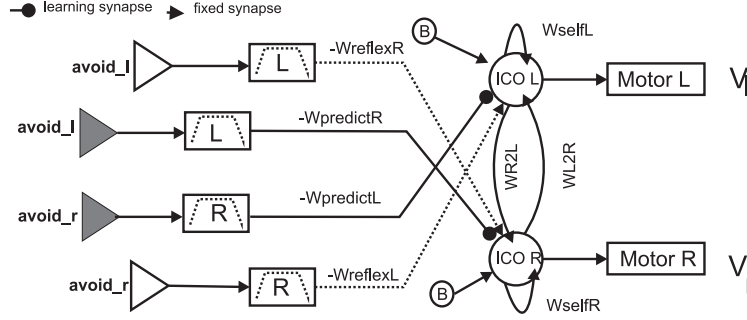 learning synapse fixed synapse
avoid_l L -WreflexR B WselfL
ICO L Motor L V
avoid_l L -WpredictR
WR2L WL2R
avoid_r R -WpredictL
avoid_r R -WreflexL ICO R Motor R V
B WselfR